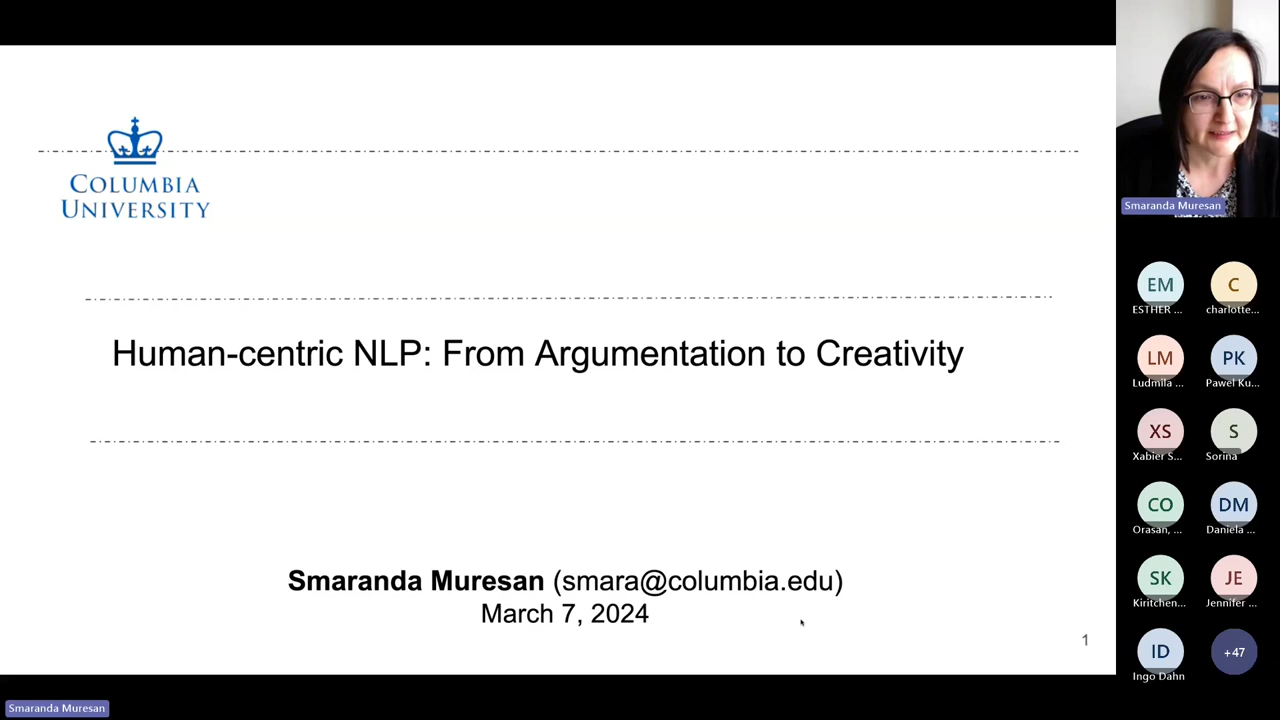 COLUMBIA
UNIVERSITY
Human-centric NLP: From Argumentation to Creativity
Smaranda Muresan (smara@columbia.edu)
March 7, 2024
1
Smaranda Muresan
EM
C
ESTHER ...
charlotte...
LM
PK
Ludmila ...
Pawel Ku...
XS
S
Xabier S...
Sorina
CO
DM
Orasan, ...
Daniela ...
SK
JE
Kiritchen...
Jennifer ...
ID
+47
Ingo Dahn
Smaranda Muresan